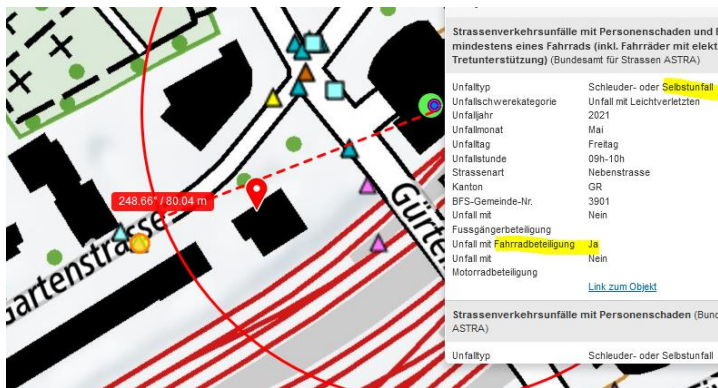 Strassenverkehrsunfälle mit Personenschaden und
mindestens eines Fahrrads (inkl. Fahrräder mit elekt
Tretunterstützung) (Bundesamt für Strassen ASTRA)
Unfalltyp Schleuder- oder Selbstunfall
Unfallschwerekategorie Unfall mit Leichtverletzten
Unfalljahr 2021
Unfallmonat Mai
Unfalltag Freitag
Unfallstunde 09h-10h
Strassenart Nebenstrasse
Kanton GR
BFS-Gemeinde-Nr. 3901
Unfall mit Nein
Fussgängerbeteiligung
Unfall mit Fahrradbeteiligung Ja
Unfall mit Nein
Motorradbeteiligung
Link zum Objekt
Strassenverkehrsunfälle mit Personenschaden (Bund
ASTRA)
Unfalltyp Schleuder- oder Selbstunfall
248.66° / 80.04 m
Gartenstrasse
Gürtel